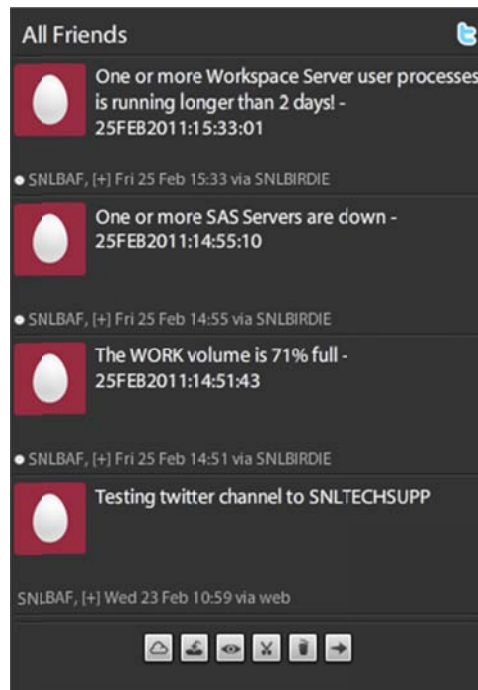 All Friends
One or more Workspace Server user processes
is running longer than 2 days! -
25FEB2011:15:33:01
SNLBAF, [+] Fri 25 Feb 15:33 via SNLBIRDIE
One or more SAS Servers are down -
25FEB2011:14:55:10
SNLBAF, [+] Fri 25 Feb 14:55 via SNLBIRDIE
The WORK volume is 71% full -
25FEB2011:14:51:43
SNLBAF, [+] Fri 25 Feb 14:51 via SNLBIRDIE
Testing twitter channel to SNLTECHSUPP
SNLBAF, [+] Wed 23 Feb 10:59 via web